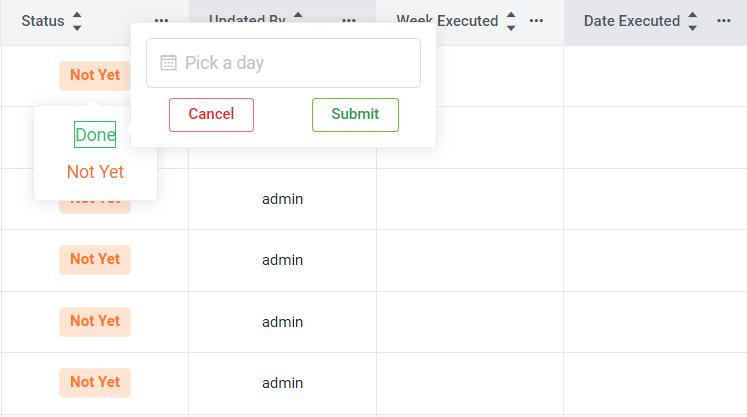 Status ••• Updated By ••• Week Executed ••• Date Executed •••
Pick a day
Not Yet
Cancel Submit
Done
Not Yet
Not Yet admin
Not Yet admin
Not Yet admin
Not Yet admin